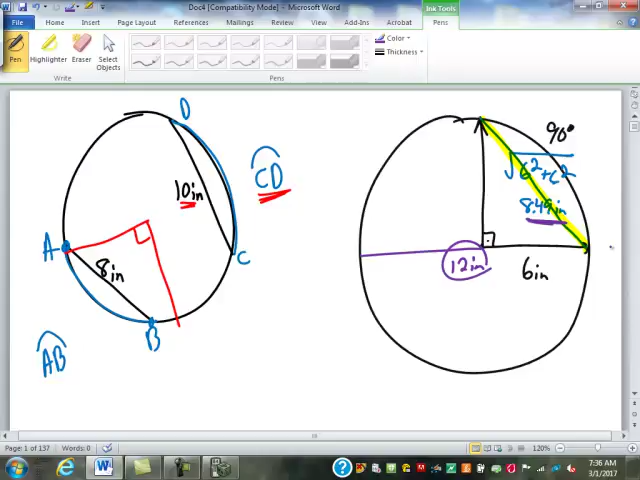 Doc4 [Compatibility Mode] - Microsoft Word
Ink Tools
File
Home
Insert
Page Layout
References
Mailings
Review
View
Add-Ins
Acrobat
Pens
Pen
Highlighter
Eraser
Select
Objects
Color
Thickness
Write
Pens
D
10in
CD
C
A
8in
B
AB
90°
√6²+6²
8.49in
12in
6in
Page: 1 of 137
Words: 0
120%
7:36 AM
3/1/2017